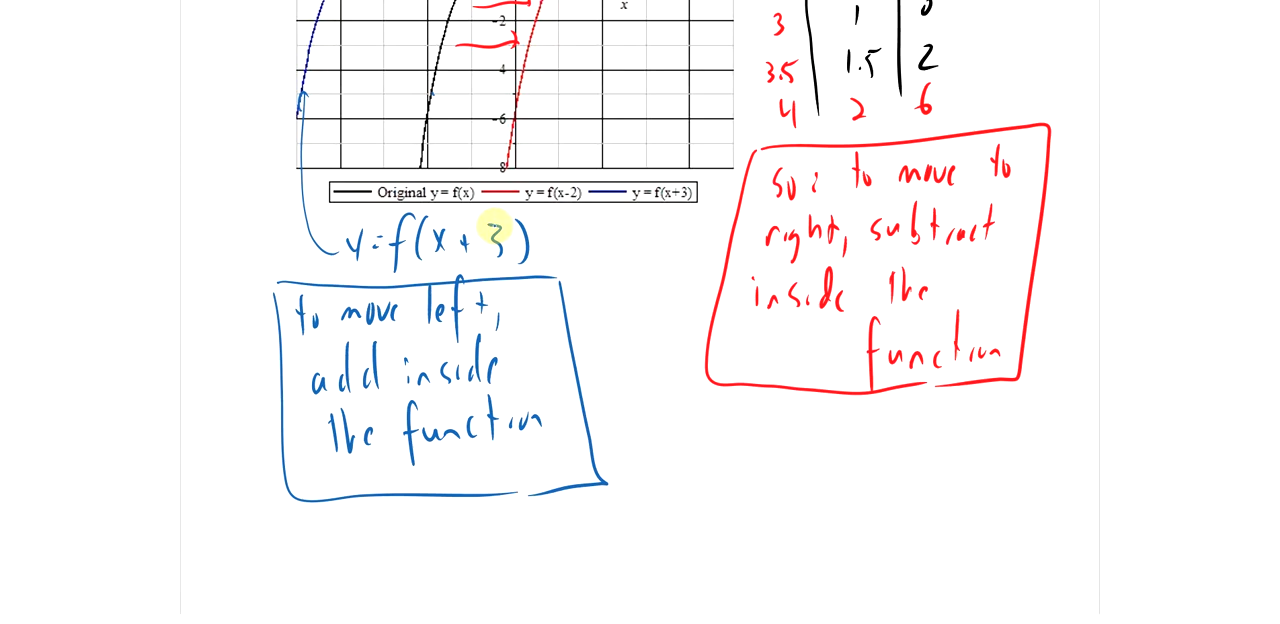 x
-2
3 1 0
4
3.5 1.5 2
-6
4 2 6
8
Original y = f(x) y = f(x-2) y = f(x+3)
y = f(x + 3)
to move left,
add inside
the function
so: to move to
right, subtract
inside the
function